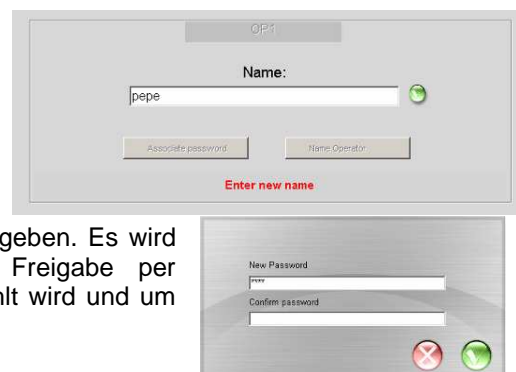 OP1
Name:
pepe
Associate password
Name Operator
Enter new name
geben. Es wird
Freigabe per
hlt wird und um
New Password
****
Confirm password